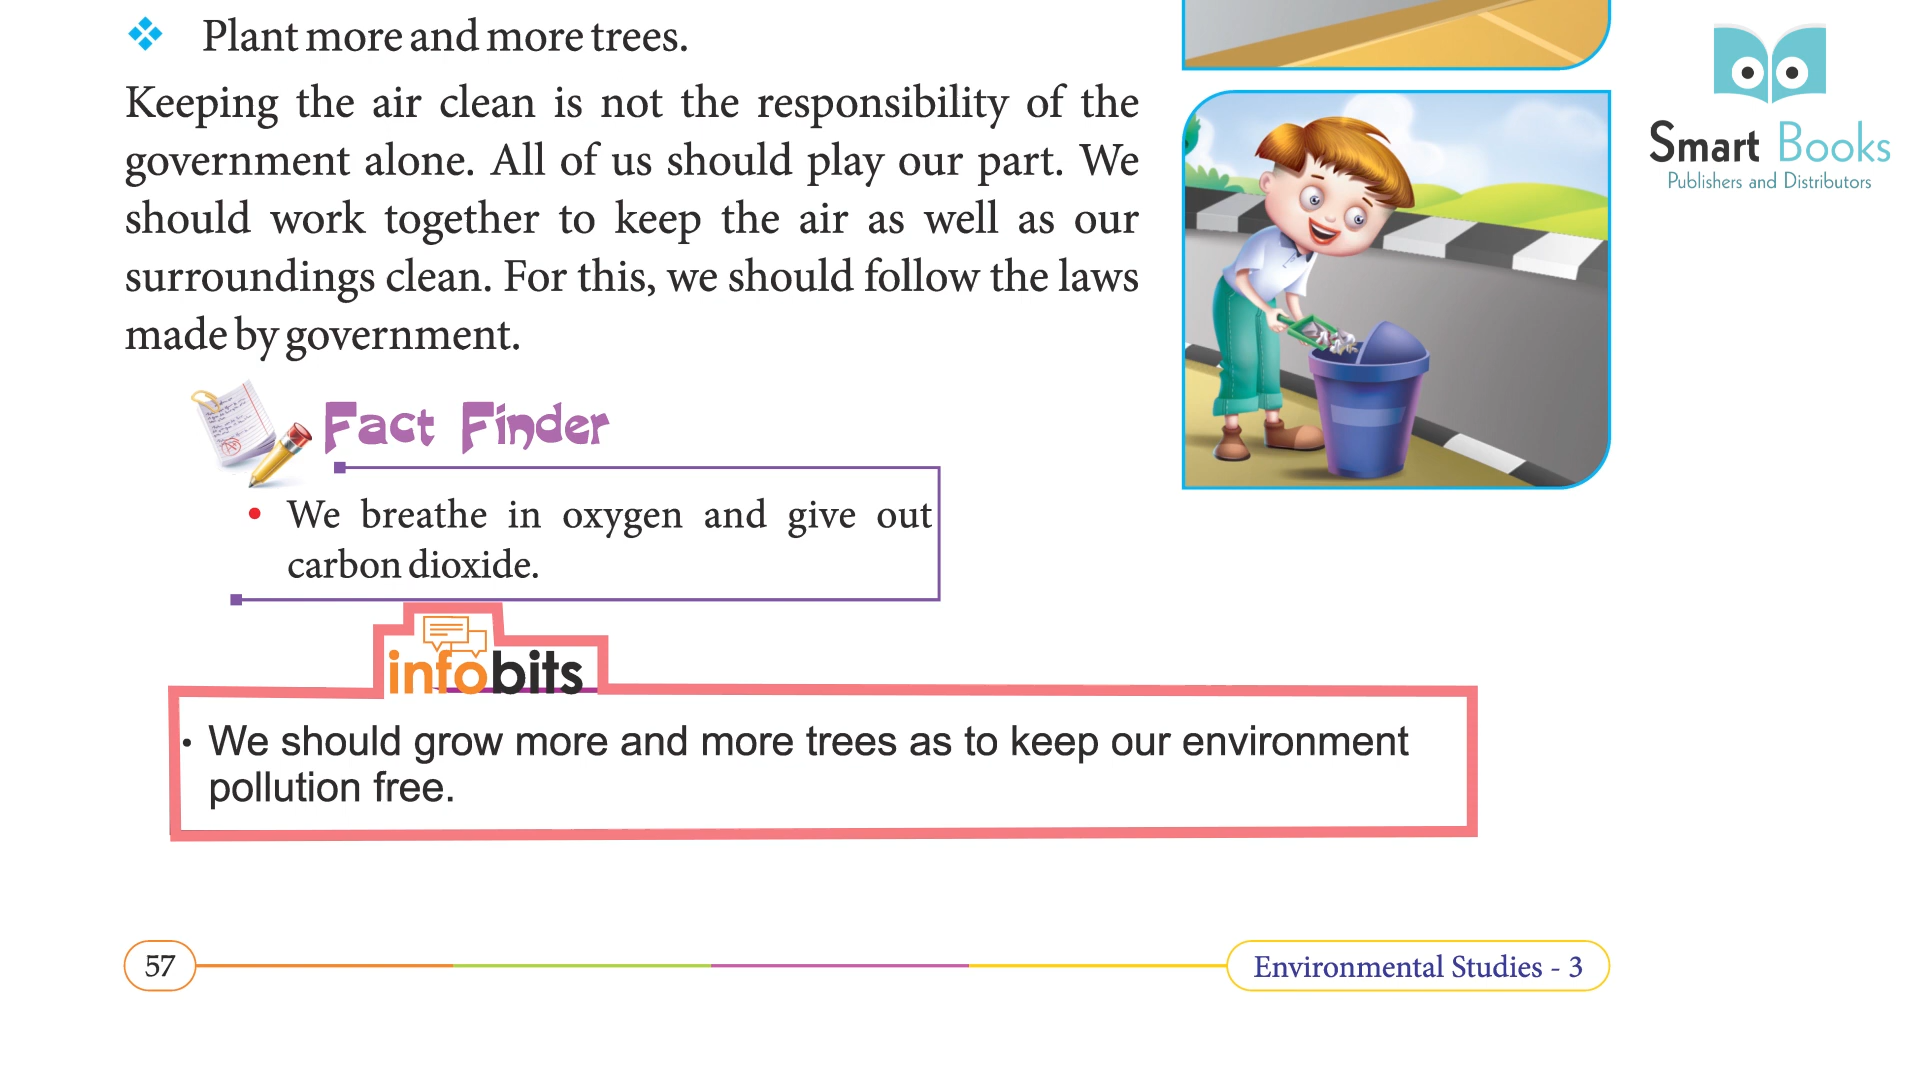 Plant more and more trees.
Keeping the air clean is not the responsibility of the
government alone. All of us should play our part. We
should work together to keep the air as well as our
surroundings clean. For this, we should follow the laws
made by government.
Fact Finder
• We breathe in oxygen and give out
carbon dioxide.
infobits
• We should grow more and more trees as to keep our environment
pollution free.
57
Environmental Studies - 3
Smart Books
Publishers and Distributors